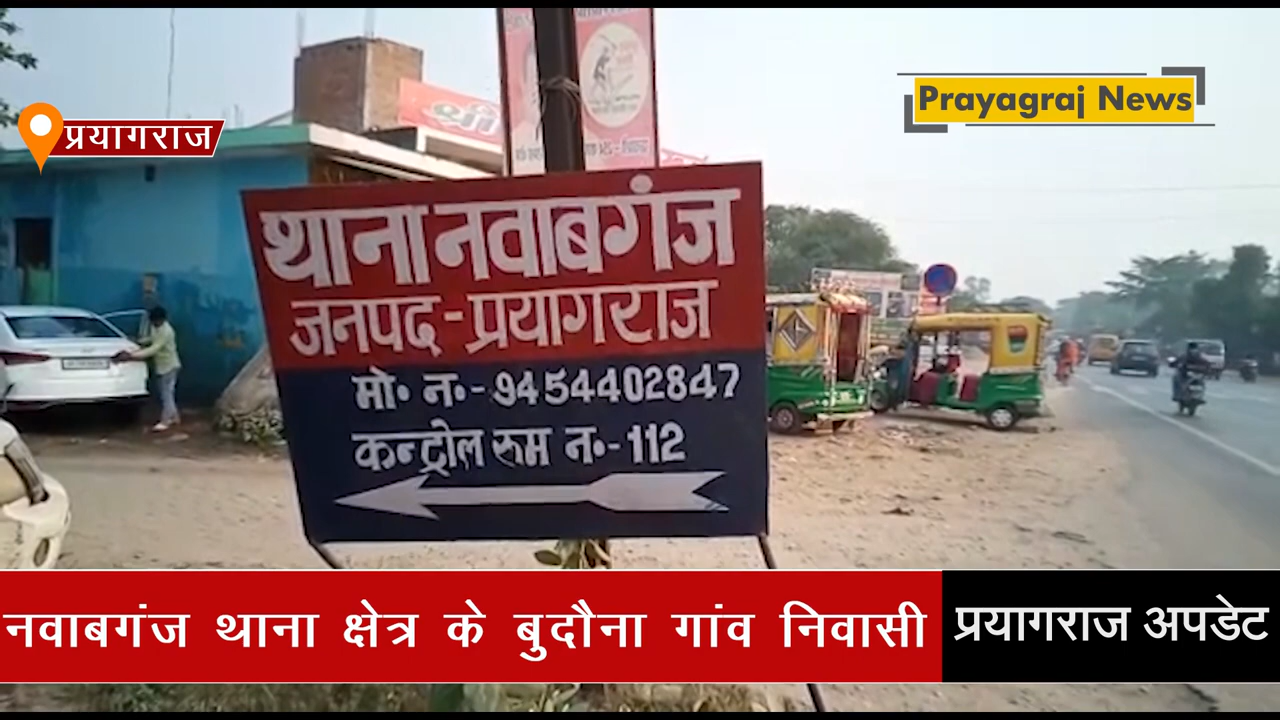 Prayagraj News
प्रयागराज
श्री
थाना नवाबगंज
जनपद-प्रयागराज
मो॰ न॰-9454402847
कन्ट्रोल रूम न॰-112
नवाबगंज थाना क्षेत्र के बुदौना गांव निवासी
प्रयागराज अपडेट